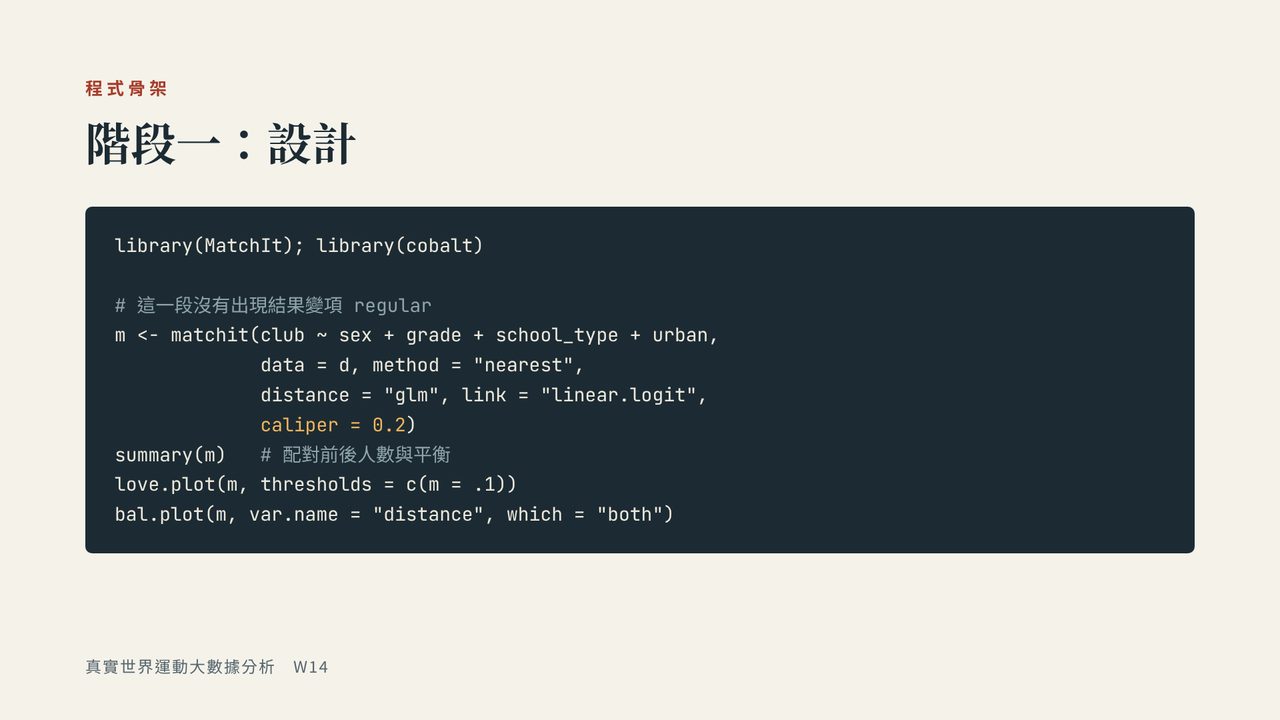 程式骨架
階段一：設計
library(MatchIt); library(cobalt)
# 這一段沒有出現結果變項 regular
m <- matchit(club ~ sex + grade + school_type + urban,
             data = d, method = "nearest",
             distance = "glm", link = "linear.logit",
             caliper = 0.2)
summary(m)   # 配對前後人數與平衡
love.plot(m, thresholds = c(m = .1))
bal.plot(m, var.name = "distance", which = "both")
真實世界運動大數據分析　W14